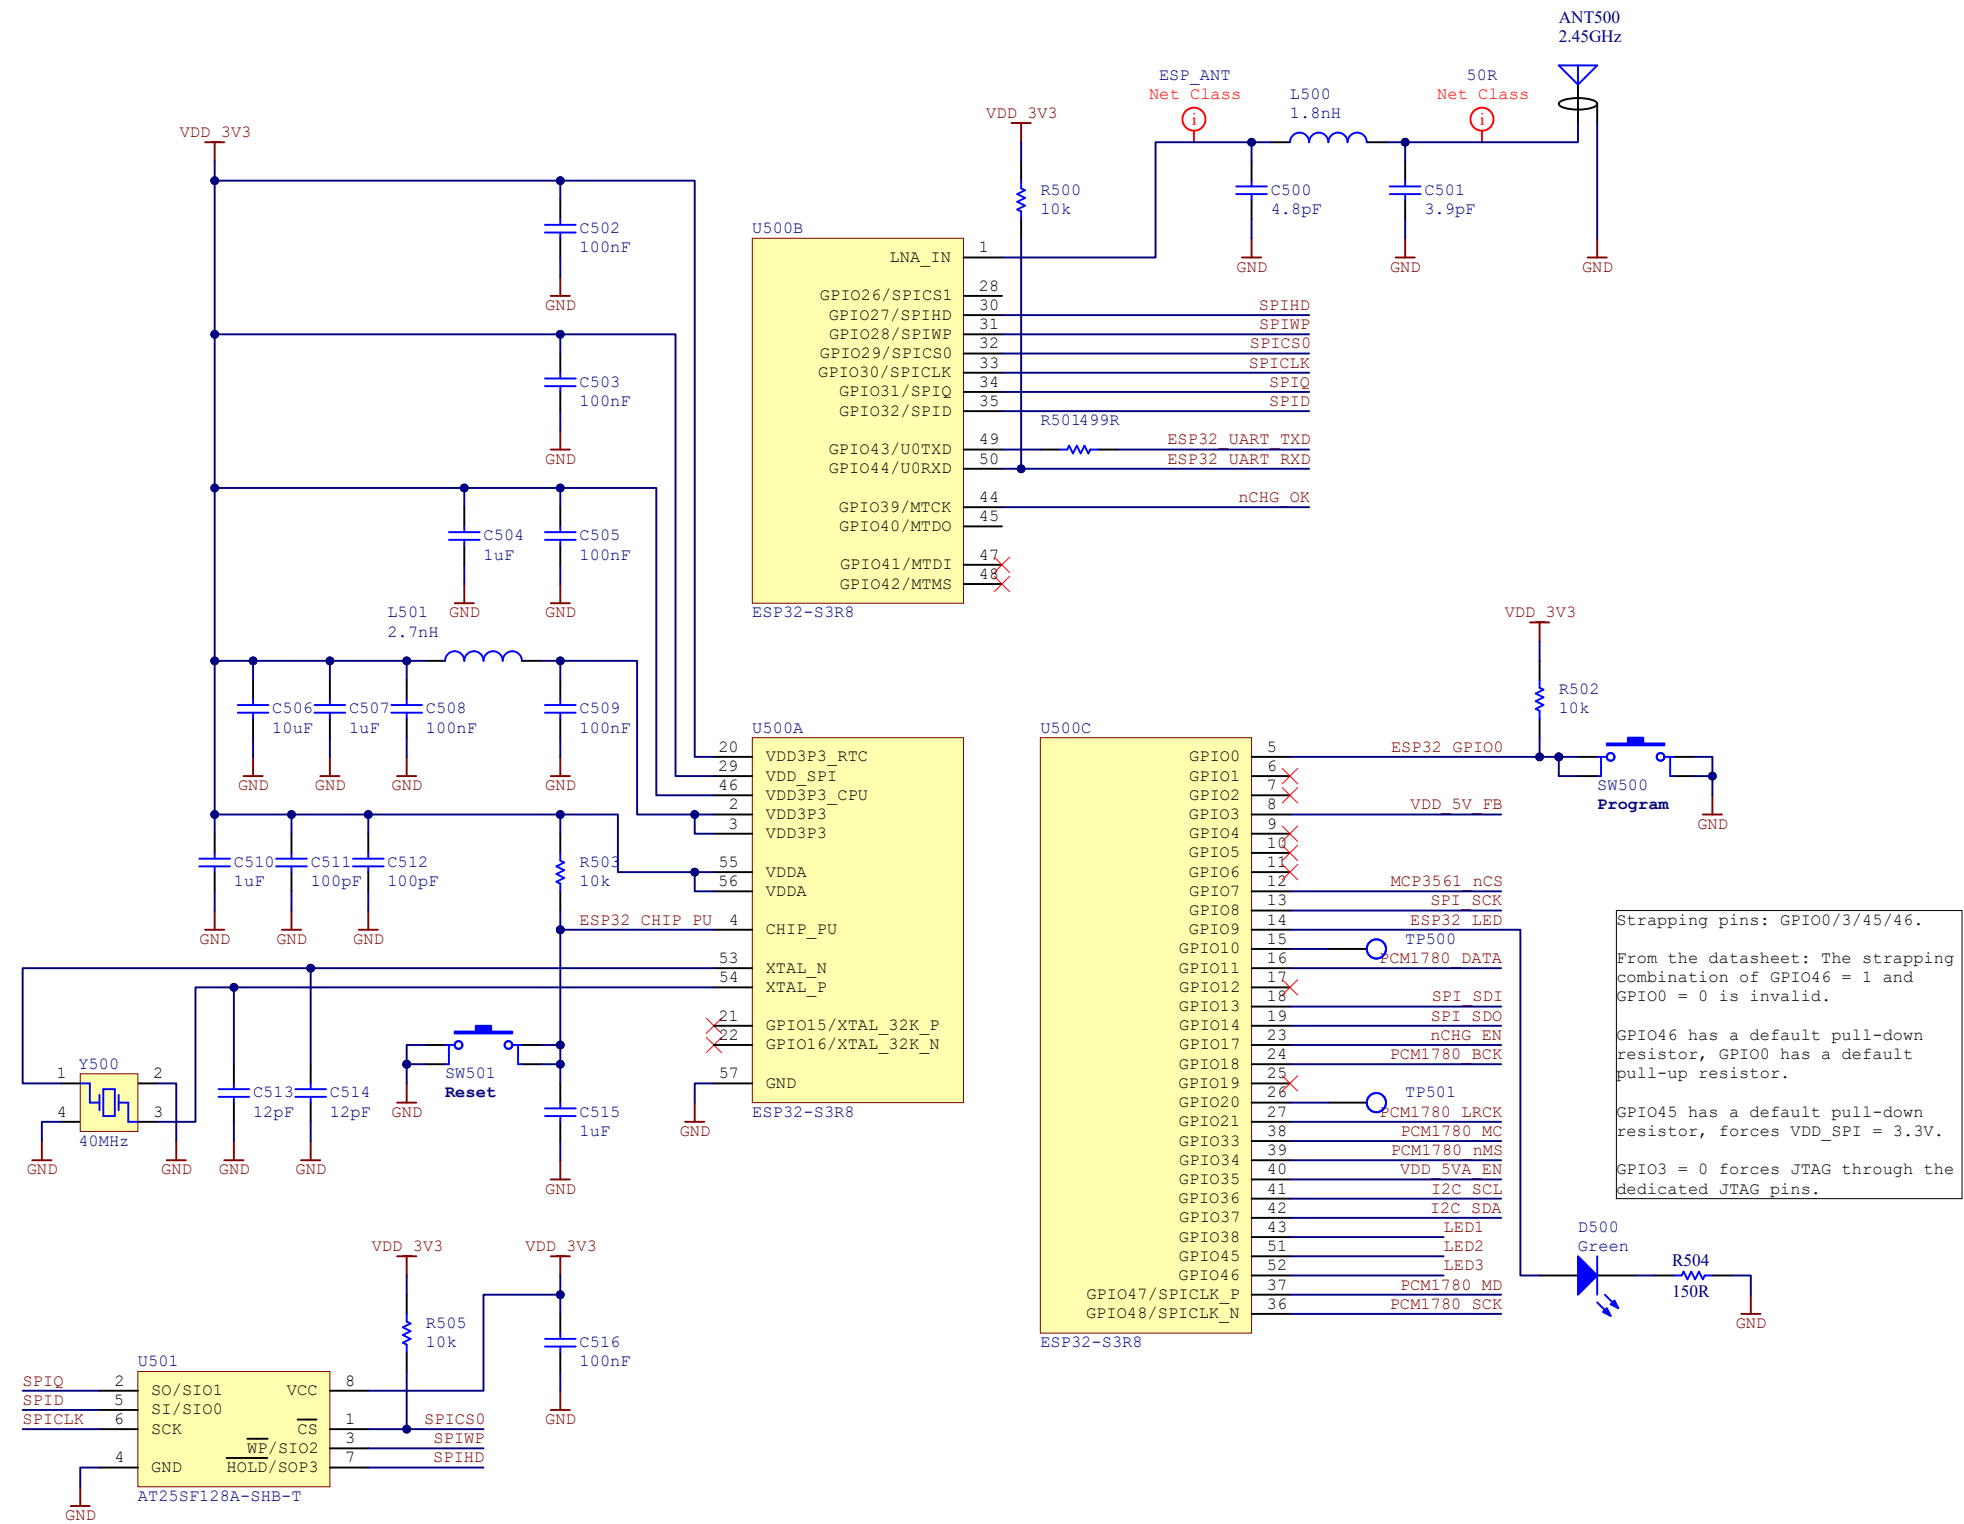 ANT500
2.45GHz
ESP_ANT
Net Class
L500
1.8nH
50R
Net Class
i
i
VDD_3V3
VDD_3V3
R500
10k
C500
4.8pF
C501
3.9pF
GND
GND
GND
C502
100nF
GND
C503
100nF
GND
C504
1uF
GND
C505
100nF
GND
L501
2.7nH
C506
10uF
GND
C507
1uF
GND
C508
100nF
GND
C509
100nF
GND
C510
1uF
GND
C511
100pF
GND
C512
100pF
GND
R503
10k
ESP32_CHIP_PU
U500B
LNA_IN 1
GPIO26/SPICS1 28
GPIO27/SPIHD 30 SPIHD
GPIO28/SPIWP 31 SPIWP
GPIO29/SPICS0 32 SPICS0
GPIO30/SPICLK 33 SPICLK
GPIO31/SPIQ 34 SPIQ
GPIO32/SPID 35 SPID
R501 499R
GPIO43/U0TXD 49 ESP32_UART_TXD
GPIO44/U0RXD 50 ESP32_UART_RXD
GPIO39/MTCK 44 nCHG_OK
GPIO40/MTDO 45
GPIO41/MTDI 47
GPIO42/MTMS 48
ESP32-S3R8
U500A
20 VDD3P3_RTC
29 VDD_SPI
46 VDD3P3_CPU
2 VDD3P3
3 VDD3P3
55 VDDA
56 VDDA
4 CHIP_PU
53 XTAL_N
54 XTAL_P
21 GPIO15/XTAL_32K_P
22 GPIO16/XTAL_32K_N
57 GND
ESP32-S3R8
GND
SW501
Reset
GND
C515
1uF
GND
Y500
1 2
4 3
40MHz
GND
GND
C513
12pF
GND
C514
12pF
GND
U500C
GPIO0 5 ESP32_GPIO0
GPIO1 6
GPIO2 7
GPIO3 8 VDD_5V_FB
GPIO4 9
GPIO5 10
GPIO6 11
GPIO7 12 MCP3561_nCS
GPIO8 13 SPI_SCK
GPIO9 14 ESP32_LED
GPIO10 15 TP500
GPIO11 16 PCM1780_DATA
GPIO12 17
GPIO13 18 SPI_SDI
GPIO14 19 SPI_SDO
GPIO17 23 nCHG_EN
GPIO18 24 PCM1780_BCK
GPIO19 25
GPIO20 26 TP501
GPIO21 27 PCM1780_LRCK
GPIO33 38 PCM1780_MC
GPIO34 39 PCM1780_nMS
GPIO35 40 VDD_5VA_EN
GPIO36 41 I2C_SCL
GPIO37 42 I2C_SDA
GPIO38 43 LED1
GPIO45 51 LED2
GPIO46 52 LED3
GPIO47/SPICLK_P 37 PCM1780_MD
GPIO48/SPICLK_N 36 PCM1780_SCK
ESP32-S3R8
VDD_3V3
R502
10k
SW500
Program
GND
Strapping pins: GPIO0/3/45/46.
From the datasheet: The strapping
combination of GPIO46 = 1 and
GPIO0 = 0 is invalid.
GPIO46 has a default pull-down
resistor, GPIO0 has a default
pull-up resistor.
GPIO45 has a default pull-down
resistor, forces VDD_SPI = 3.3V.
GPIO3 = 0 forces JTAG through the
dedicated JTAG pins.
D500
Green
R504
150R
GND
VDD_3V3
VDD_3V3
R505
10k
C516
100nF
GND
U501
SPIQ 2 SO/SIO1 VCC 8
SPID 5 SI/SIO0
SPICLK 6 SCK CS 1 SPICS0
WP/SIO2 3 SPIWP
4 GND HOLD/SOP3 7 SPIHD
AT25SF128A-SHB-T
GND